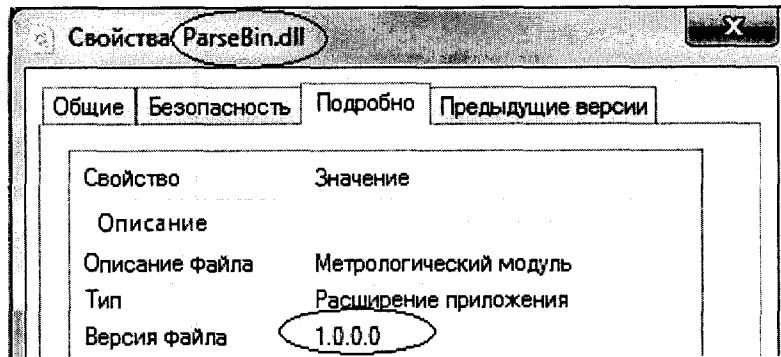 Свойства ParseBin.dll
Общие Безопасность Подробно Предыдущие версии
Свойство Значение
Описание
Описание файла Метрологический модуль
Тип Расширение приложения
Версия файла 1.0.0.0